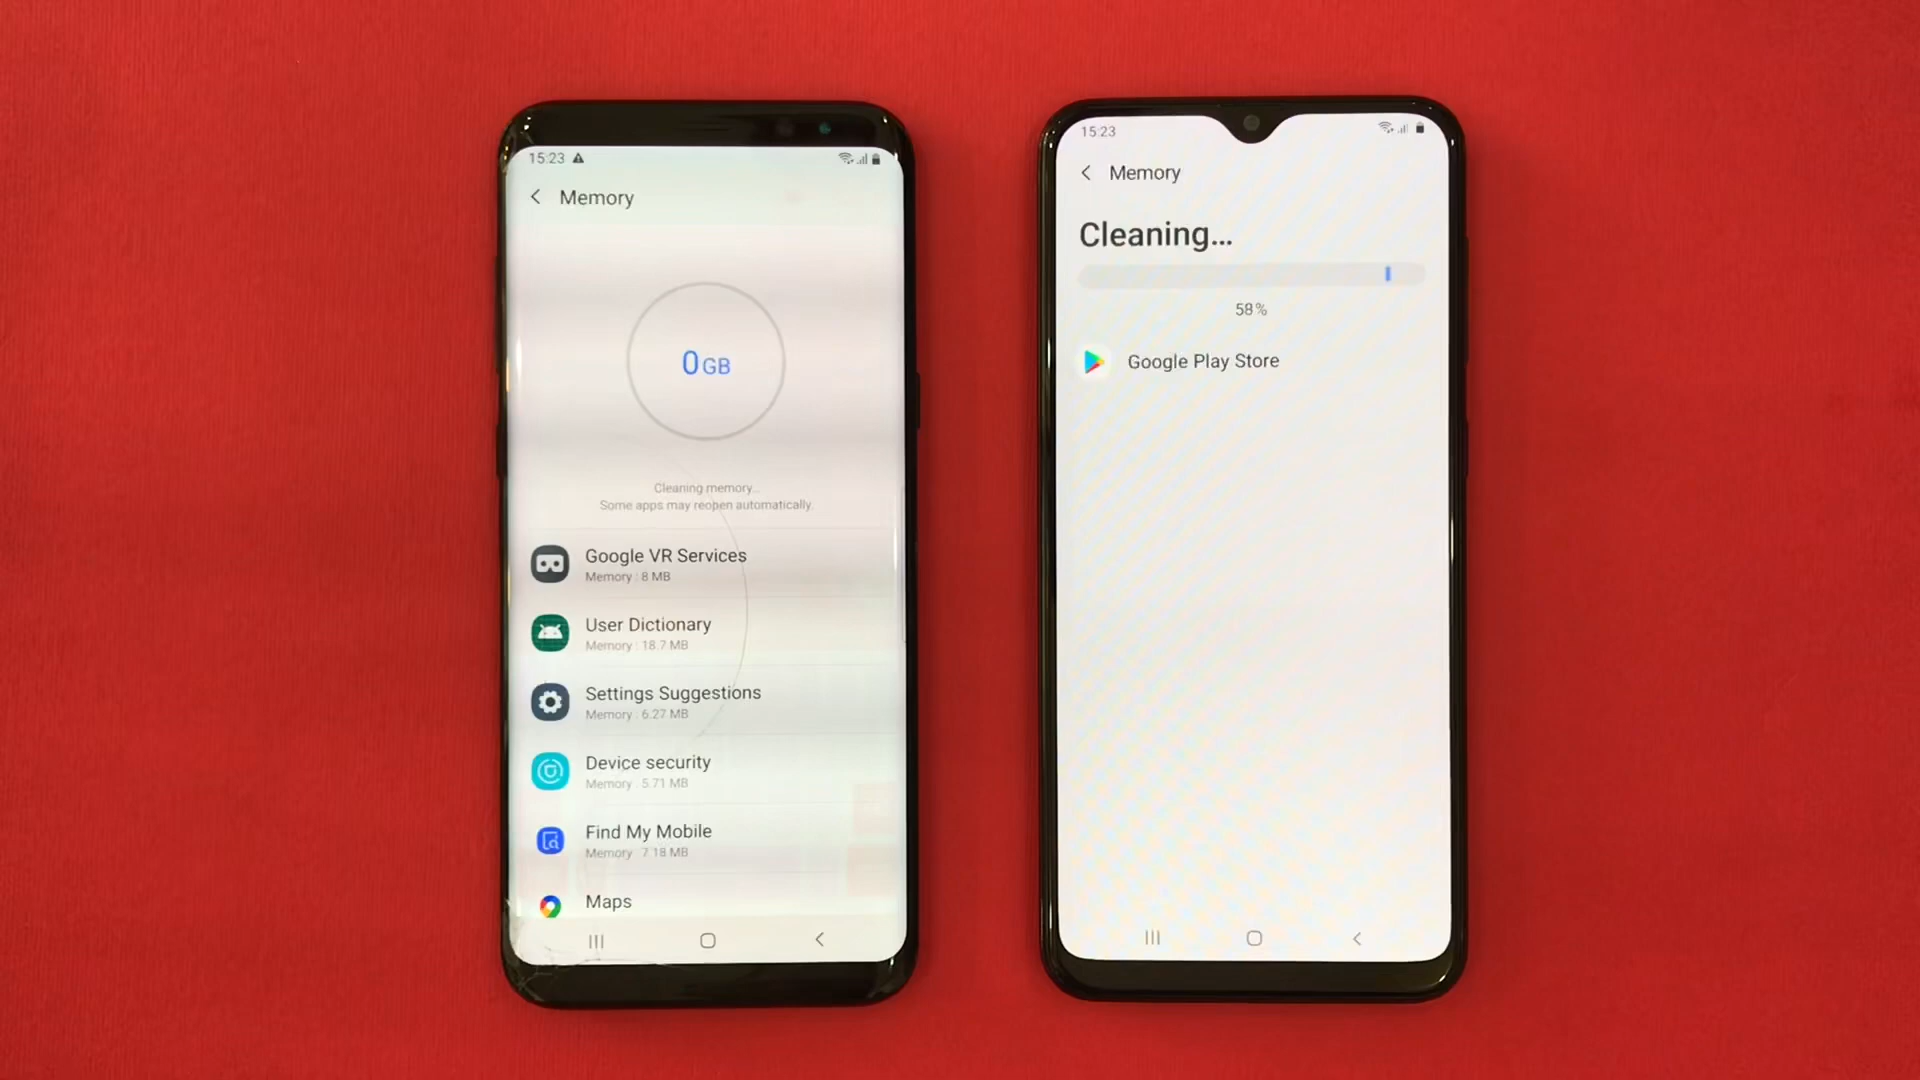 15:23
Memory
0 GB
Cleaning memory...
Some apps may reopen automatically.
Google VR Services
Memory : 8 MB
User Dictionary
Memory : 18.7 MB
Settings Suggestions
Memory : 6.27 MB
Device security
Memory : 5.71 MB
Find My Mobile
Memory : 7.18 MB
Maps
15:23
Memory
Cleaning...
58%
Google Play Store